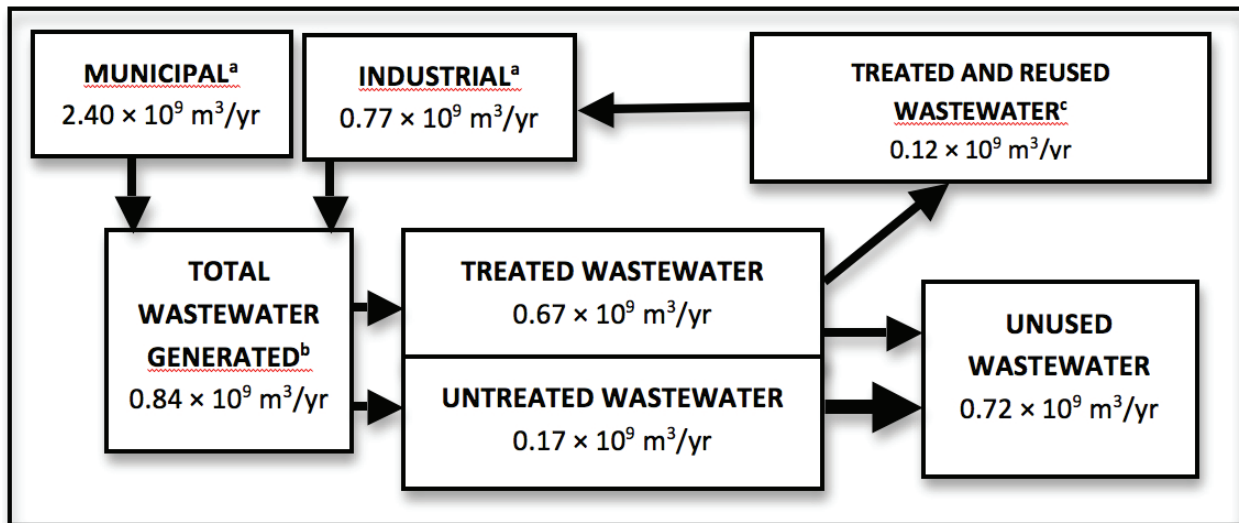 MUNICIPALᵃ
2.40 × 10⁹ m³/yr
INDUSTRIALᵃ
0.77 × 10⁹ m³/yr
TREATED AND REUSED
WASTEWATERᶜ
0.12 × 10⁹ m³/yr
TOTAL
WASTEWATER
GENERATEDᵇ
0.84 × 10⁹ m³/yr
TREATED WASTEWATER
0.67 × 10⁹ m³/yr
UNTREATED WASTEWATER
0.17 × 10⁹ m³/yr
UNUSED
WASTEWATER
0.72 × 10⁹ m³/yr